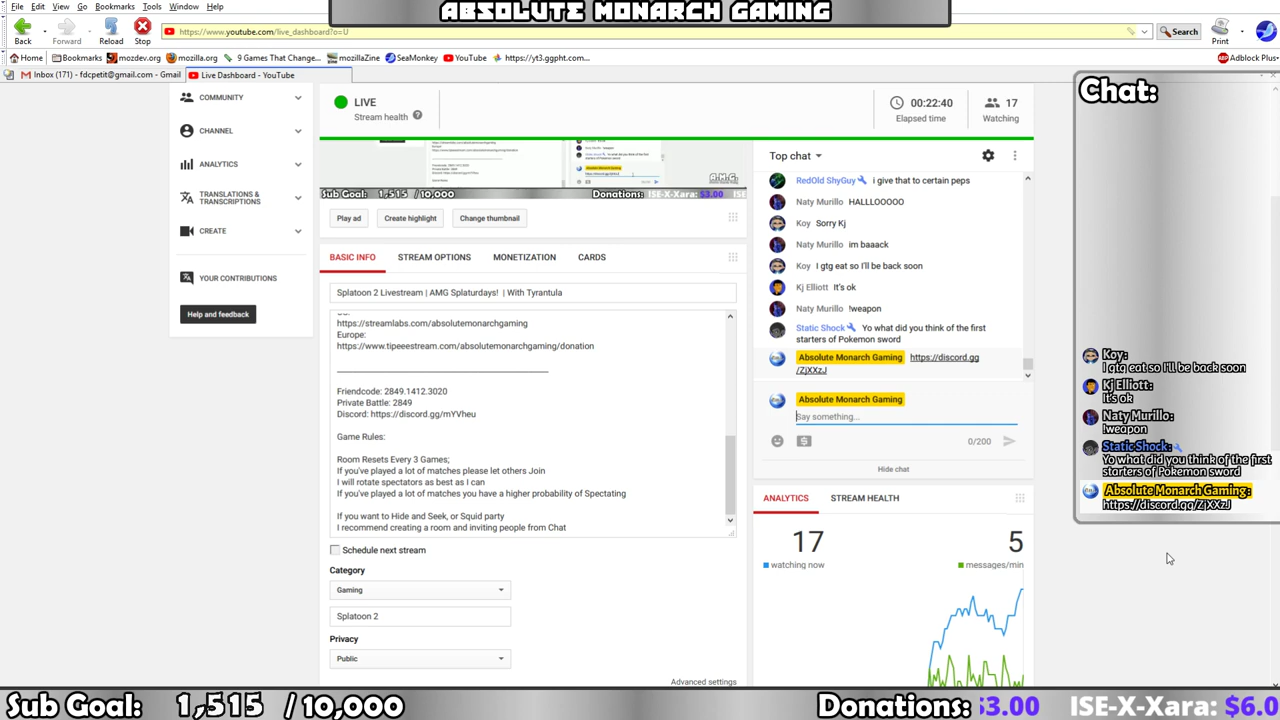 ABSOLUTE MONARCH GAMING
File Edit View Go Bookmarks Tools Window Help
Back Forward Reload Stop
https://www.youtube.com/live_dashboard?o=U
Search
Print
Home Bookmarks mozdev.org mozilla.org 9 Games That Change... mozillaZine SeaMonkey YouTube https://yt3.ggpht.com...
Adblock Plus
Inbox (171) - fdcpetit@gmail.com - Gmail
Live Dashboard - YouTube
COMMUNITY
CHANNEL
ANALYTICS
TRANSLATIONS &
TRANSCRIPTIONS
CREATE
YOUR CONTRIBUTIONS
Help and feedback
LIVE
Stream health
00:22:40
Elapsed time
17
Watching
A.M.G.
Sub Goal: 1,515 / 10,000
Donations: ISE-X-Xara: $3.00 ISE
Play ad
Create highlight
Change thumbnail
BASIC INFO
STREAM OPTIONS
MONETIZATION
CARDS
Splatoon 2 Livestream | AMG Splaturdays! | With Tyrantula
https://streamlabs.com/absolutemonarchgaming
Europe:
https://www.tipeeestream.com/absolutemonarchgaming/donation
Friendcode: 2849.1412.3020
Private Battle: 2849
Discord: https://discord.gg/mYVheu
Game Rules:
Room Resets Every 3 Games;
If you've played a lot of matches please let others Join
I will rotate spectators as best as I can
If you've played a lot of matches you have a higher probability of Spectating
If you want to Hide and Seek, or Squid party
I recommend creating a room and inviting people from Chat
Schedule next stream
Category
Gaming
Splatoon 2
Privacy
Public
Advanced settings
Top chat
RedOld ShyGuy i give that to certain peps
Naty Murillo HALLLOOOOO
Koy Sorry Kj
Naty Murillo im baaack
Koy I gtg eat so I'll be back soon
Kj Elliott It's ok
Naty Murillo !weapon
Static Shock Yo what did you think of the first
starters of Pokemon sword
Absolute Monarch Gaming https://discord.gg
/ZjXXzJ
Absolute Monarch Gaming
Say something...
0/200
Hide chat
ANALYTICS
STREAM HEALTH
17
watching now
5
messages/min
Chat:
Koy:
I gtg eat so I'll be back soon
Kj Elliott:
It's ok
Naty Murillo:
!weapon
Static Shock:
Yo what did you think of the first
starters of Pokemon sword
Absolute Monarch Gaming:
https://discord.gg/ZjXXzJ
Sub Goal: 1,515 / 10,000
Donations: $3.00 ISE-X-Xara: $6.0